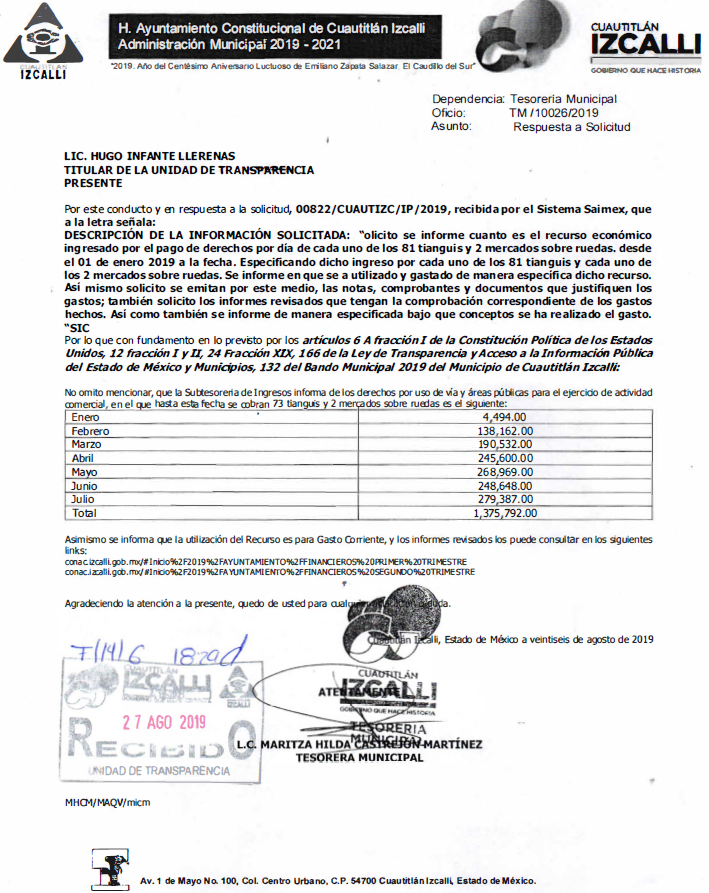 CUAUTITLÁN
IZCALLI
H. Ayuntamiento Constitucional de Cuautitlán Izcalli
Administración Municipal 2019 - 2021
"2019. Año del Centésimo Aniversario Luctuoso de Emiliano Zapata Salazar. El Caudillo del Sur"
CUAUTITLÁN
IZCALLI
GOBIERNO QUE HACE HISTORIA
Dependencia: Tesorería Municipal
Oficio: TM /10026/2019
Asunto: Respuesta a Solicitud
LIC. HUGO INFANTE LLERENAS
TITULAR DE LA UNIDAD DE TRANSPARENCIA
PRESENTE
Por este conducto y en respuesta a la solicitud, 00822/CUAUTIZC/IP/2019, recibida por el Sistema Saimex, que
a la letra señala:
DESCRIPCIÓN DE LA INFORMACIÓN SOLICITADA: "olicito se informe cuanto es el recurso económico
ingresado por el pago de derechos por día de cada uno de los 81 tianguis y 2 mercados sobre ruedas. desde
el 01 de enero 2019 a la fecha. Especificando dicho ingreso por cada uno de los 81 tianguis y cada uno de
los 2 mercados sobre ruedas. Se informe en que se a utilizado y gastado de manera específica dicho recurso.
Así mismo solicito se emitan por este medio, las notas, comprobantes y documentos que justifiquen los
gastos; también solicito los informes revisados que tengan la comprobación correspondiente de los gastos
hechos. Así como también se informe de manera especificada bajo que conceptos se ha realizado el gasto.
"SIC
Por lo que con fundamento en lo previsto por los artículos 6 A fracción I de la Constitución Política de los Estados
Unidos, 12 fracción I y II, 24 Fracción XIX, 166 de la Ley de Transparencia y Acceso a la Información Pública
del Estado de México y Municipios, 132 del Bando Municipal 2019 del Municipio de Cuautitlán Izcalli:
No omito mencionar, que la Subtesoreria de Ingresos informa de los derechos por uso de vía y áreas públicas para el ejercicio de actividad
comercial, en el que hasta esta fecha se cobran 73 tianguis y 2 mercados sobre ruedas es el siguiente:
Enero 4,494.00
Febrero 138,162.00
Marzo 190,532.00
Abril 245,600.00
Mayo 268,969.00
Junio 248,648.00
Julio 279,387.00
Total 1,375,792.00
Asimismo se informa que la utilización del Recurso es para Gasto Corriente, y los informes revisados los puede consultar en los siguientes
links:
conac.izcalli.gob.mx/#Inicio%2F2019%2FAYUNTAMIENTO%2FFINANCIEROS%20PRIMER%20TRIMESTRE
conac.izcalli.gob.mx/#Inicio%2F2019%2FAYUNTAMIENTO%2FFINANCIEROS%20SEGUNDO%20TRIMESTRE
Agradeciendo la atención a la presente, quedo de usted para
Cuautitlán Izcalli, Estado de México a veintiseis de agosto de 2019
18:29
CUAUTITLÁN
IZCALLI
IZCALLI
27 AGO 2019
RECIBIDO
UNIDAD DE TRANSPARENCIA
CUAUTITLÁN
IZCALLI
ATENTAMENTE
GOBIERNO QUE HACE HISTORIA
TESORERIA
MUNICIPAL
L.C. MARITZA HILDA CASTREJÓN MARTÍNEZ
TESORERA MUNICIPAL
MHCM/MAQV/micm
Av. 1 de Mayo No. 100, Col. Centro Urbano, C.P. 54700 Cuautitlán Izcalli, Estado de México.